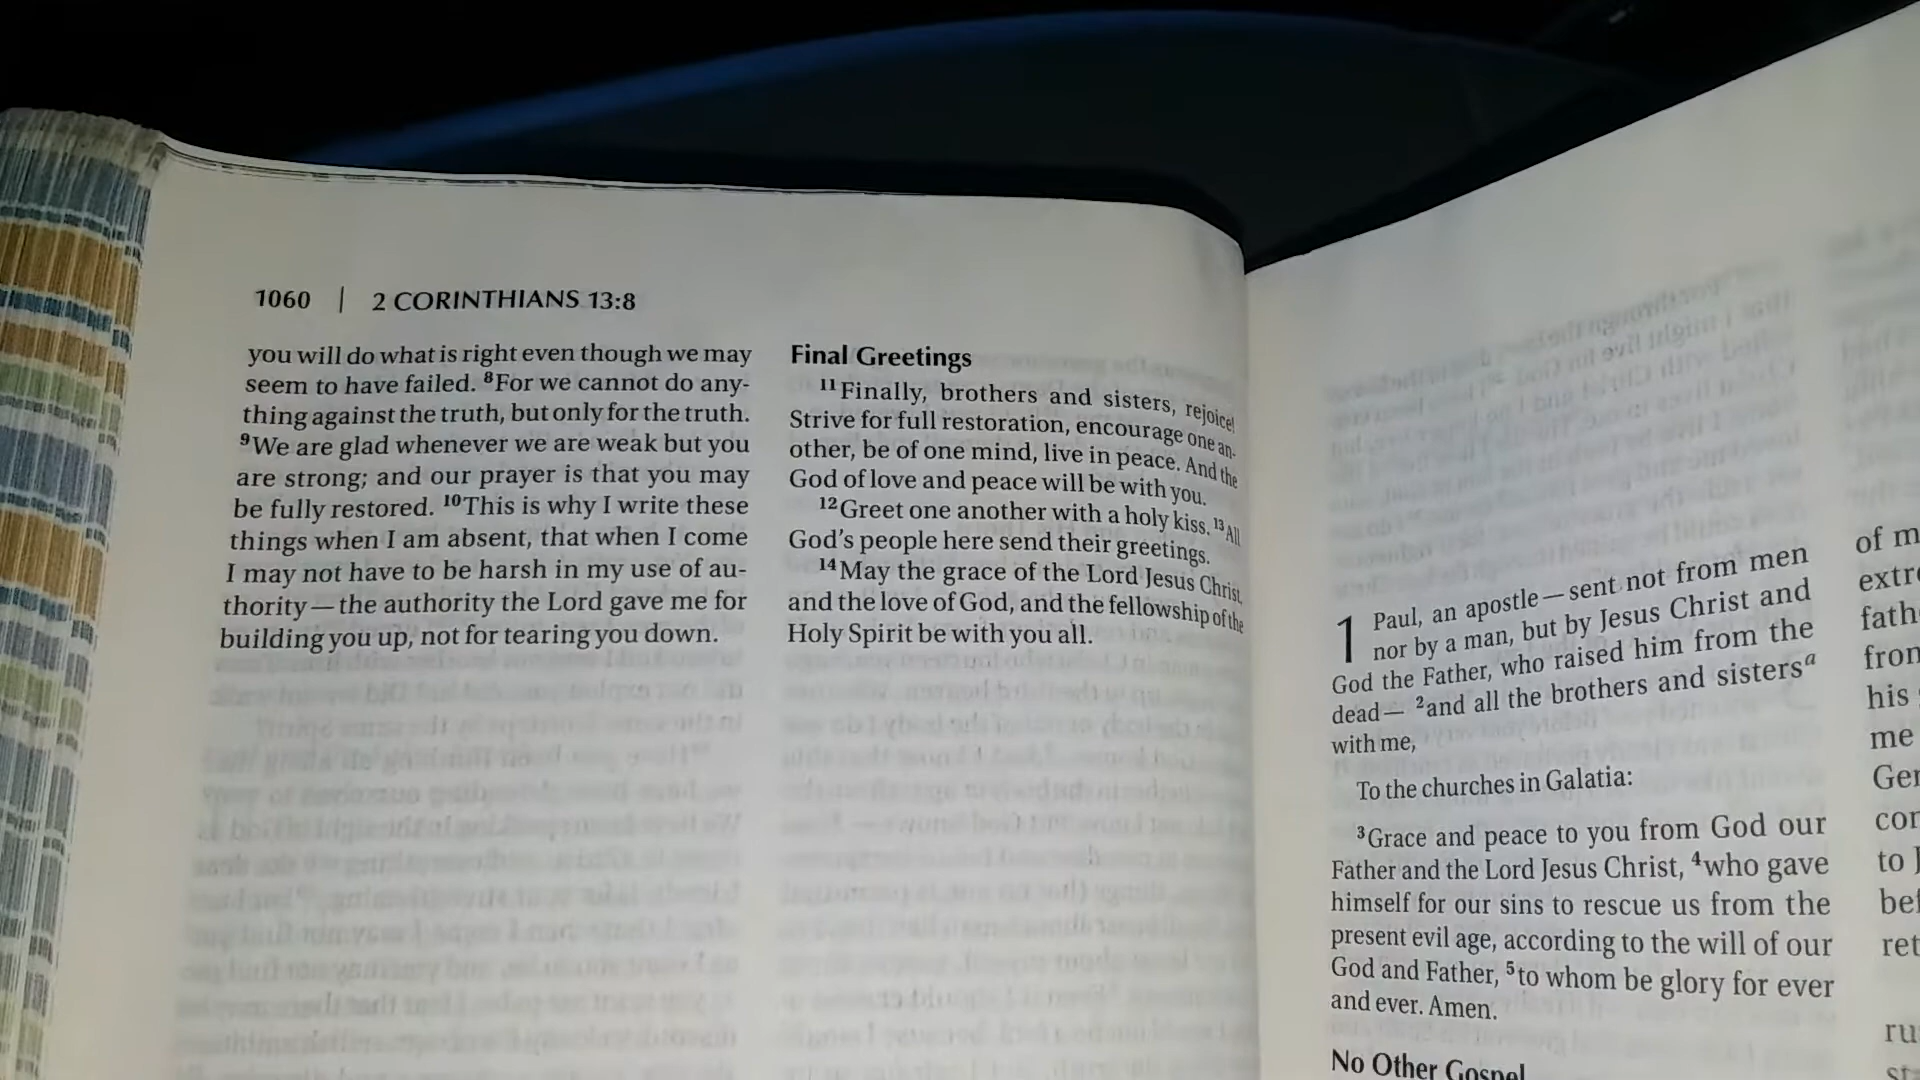 1060 | 2 CORINTHIANS 13:8
you will do what is right even though we may
seem to have failed. ⁸For we cannot do any-
thing against the truth, but only for the truth.
⁹We are glad whenever we are weak but you
are strong; and our prayer is that you may
be fully restored. ¹⁰This is why I write these
things when I am absent, that when I come
I may not have to be harsh in my use of au-
thority—the authority the Lord gave me for
building you up, not for tearing you down.
Final Greetings
¹¹Finally, brothers and sisters, rejoice!
Strive for full restoration, encourage one an-
other, be of one mind, live in peace. And the
God of love and peace will be with you.
¹²Greet one another with a holy kiss. ¹³All
God's people here send their greetings.
¹⁴May the grace of the Lord Jesus Christ,
and the love of God, and the fellowship of the
Holy Spirit be with you all.
1 Paul, an apostle—sent not from men
nor by a man, but by Jesus Christ and
God the Father, who raised him from the
dead— ²and all the brothers and sistersᵃ
with me,
To the churches in Galatia:
³Grace and peace to you from God our
Father and the Lord Jesus Christ, ⁴who gave
himself for our sins to rescue us from the
present evil age, according to the will of our
God and Father, ⁵to whom be glory for ever
and ever. Amen.
No Other Gospel
of m
extre
fath
from
his
me
Ger
con
to J
bef
ret
ru